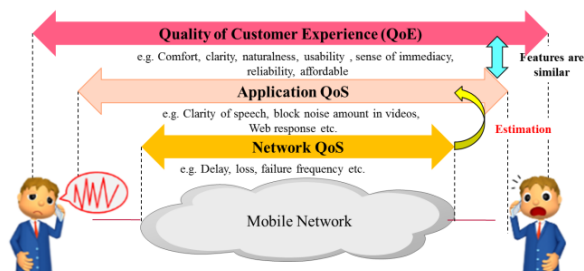 Quality of Customer Experience (QoE)
e.g. Comfort, clarity, naturalness, usability , sense of immediacy,
reliability, affordable
Features are
similar
Application QoS
e.g. Clarity of speech, block noise amount in videos,
Web response etc.
Estimation
Network QoS
e.g. Delay, loss, failure frequency etc.
Mobile Network